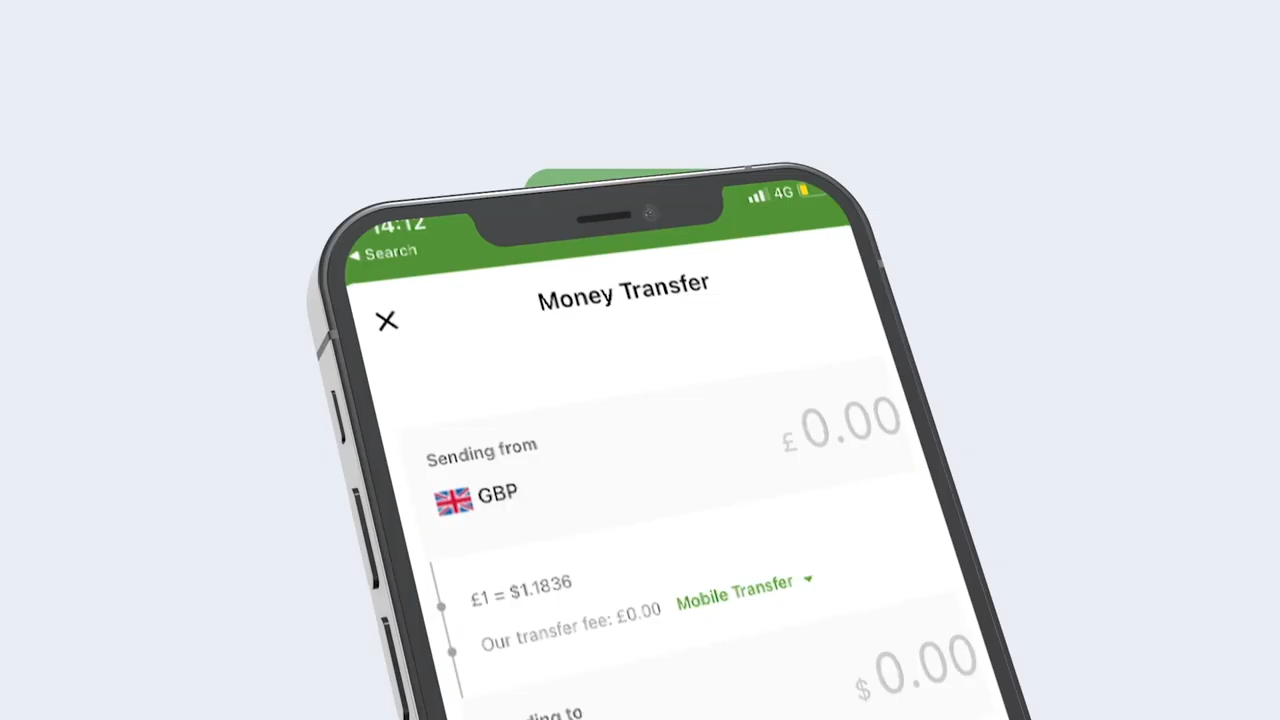 14:12
4G
◀ Search
Money Transfer
Sending from
£ 0.00
GBP
£1 = $1.1836
Our transfer fee: £0.00 Mobile Transfer
$ 0.00
to